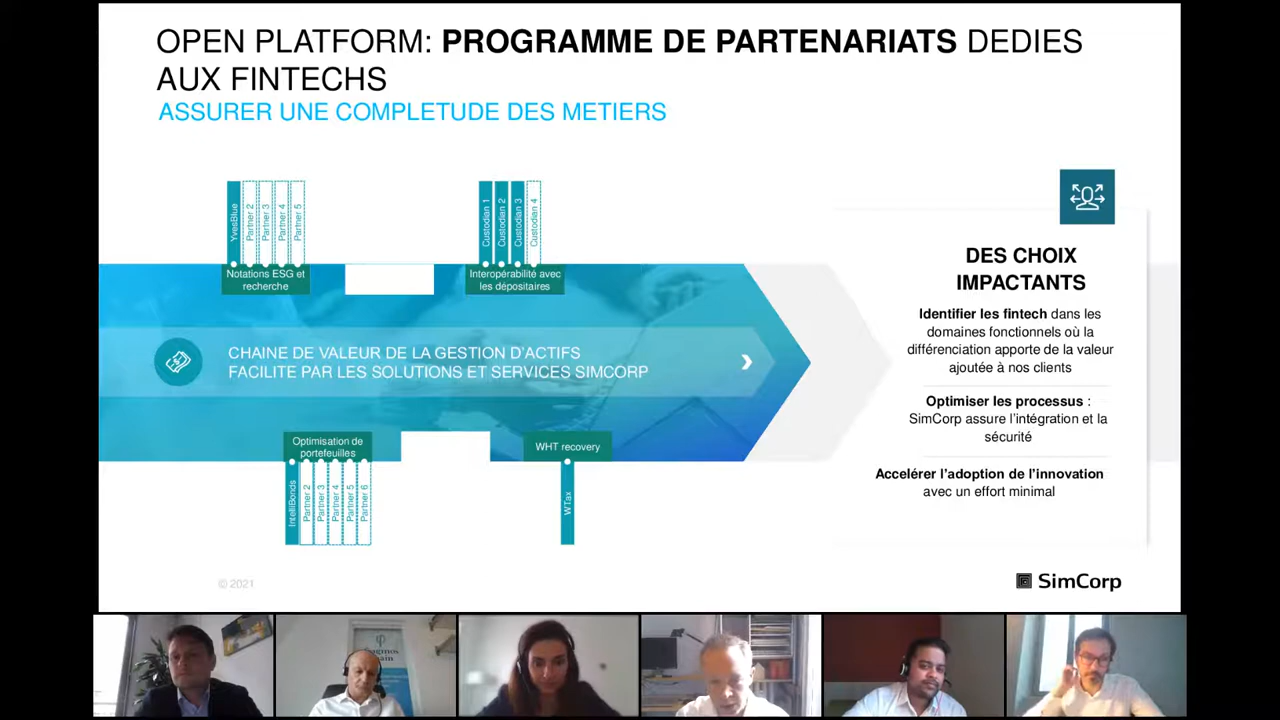 OPEN PLATFORM: PROGRAMME DE PARTENARIATS DEDIES
AUX FINTECHS
ASSURER UNE COMPLETUDE DES METIERS
YvesBlue
Partner 2
Partner 3
Partner 4
Partner 5
Notations ESG et
recherche
Custodian 1
Custodian 2
Custodian 3
Custodian 4
Interopérabilité avec
les dépositaires
CHAINE DE VALEUR DE LA GESTION D'ACTIFS
FACILITE PAR LES SOLUTIONS ET SERVICES SIMCORP
Optimisation de
portefeuilles
IntelliBonds
Partner 2
Partner 3
Partner 4
Partner 5
Partner 6
WHT recovery
WTax
DES CHOIX
IMPACTANTS
Identifier les fintech dans les
domaines fonctionnels où la
différenciation apporte de la valeur
ajoutée à nos clients
Optimiser les processus :
SimCorp assure l'intégration et la
sécurité
Accelérer l'adoption de l'innovation
avec un effort minimal
© 2021
SimCorp